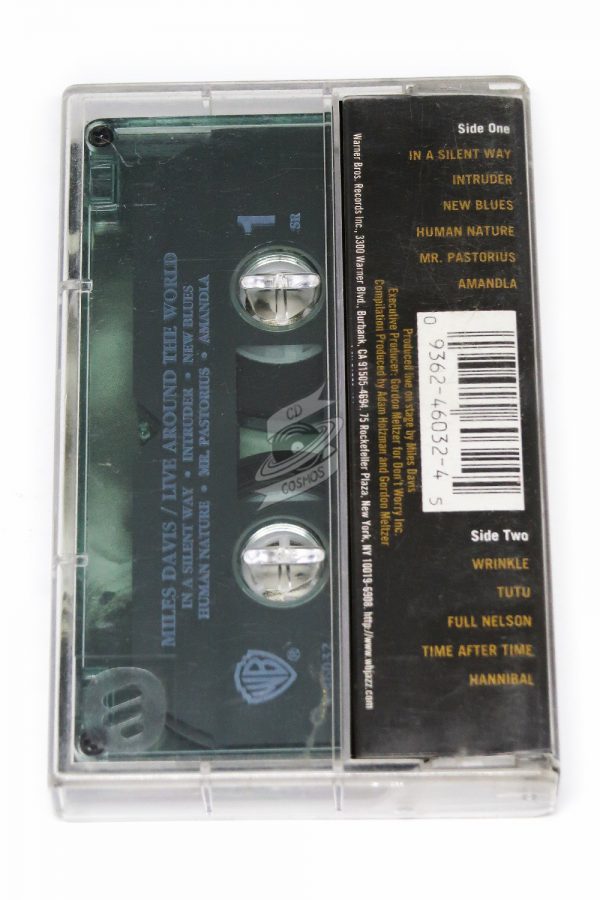 Side One
IN A SILENT WAY
INTRUDER
NEW BLUES
HUMAN NATURE
MR. PASTORIUS
AMANDLA
Side Two
WRINKLE
TUTU
FULL NELSON
TIME AFTER TIME
HANNIBAL
0 9362-46032-4 5
Produced live on stage by Miles Davis
Executive Producer: Gordon Meltzer for Don't Worry Inc.
Compilation Produced by Adam Holzman and Gordon Meltzer
Warner Bros. Records Inc., 3300 Warner Blvd., Burbank, CA 91505-4694, 75 Rockefeller Plaza, New York, NY 10019-6908. http://www.wbjazz.com
1
SR
MILES DAVIS / LIVE AROUND THE WORLD
IN A SILENT WAY • INTRUDER • NEW BLUES
HUMAN NATURE • MR. PASTORIUS • AMANDLA
WB
®
CD
COSMOS